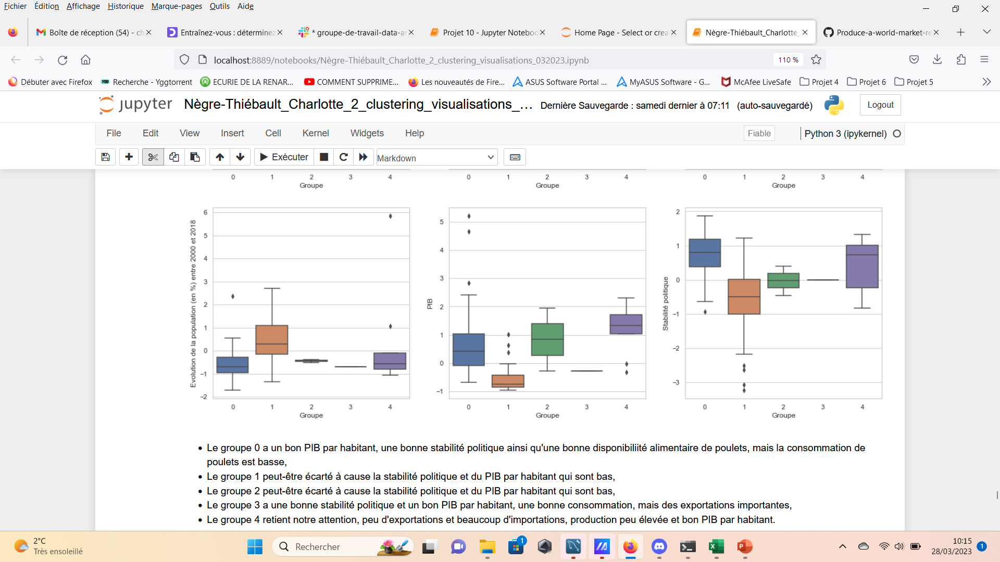 Fichier Édition Affichage Historique Marque-pages Outils Aide
Boîte de réception (54) - ch
Entraînez-vous : déterminez
* groupe-de-travail-data-an
Projet 10 - Jupyter Noteboo
Home Page - Select or crea
Nègre-Thiébault_Charlotte_
Produce-a-world-market-re
localhost:8889/notebooks/Nègre-Thiébault_Charlotte_2_clustering_visualisations_032023.ipynb
110 %
Débuter avec Firefox
Recherche - Yggtorrent
ECURIE DE LA RENAR...
COMMENT SUPPRIME...
Les nouveautés de Fire...
ASUS Software Portal ...
MyASUS Software - G...
McAfee LiveSafe
Projet 4
Projet 6
Projet 5
jupyter Nègre-Thiébault_Charlotte_2_clustering_visualisations_... Dernière Sauvegarde : samedi dernier à 07:11 (auto-sauvegardé)
Logout
File Edit View Insert Cell Kernel Widgets Help
Fiable
Python 3 (ipykernel)
Exécuter
Markdown
0 1 2 3 4
Groupe
0 1 2 3 4
Groupe
0 1 2 3 4
Groupe
Evolution de la population (en %) entre 2000 et 2018
6
5
4
3
2
1
0
−1
−2
0 1 2 3 4
Groupe
PIB
5
4
3
2
1
0
−1
0 1 2 3 4
Groupe
Stabilité politique
2
1
0
−1
−2
−3
0 1 2 3 4
Groupe
• Le groupe 0 a un bon PIB par habitant, une bonne stabilité politique ainsi qu'une bonne disponibiliité alimentaire de poulets, mais la consommation de
poulets est basse,
• Le groupe 1 peut-être écarté à cause la stabilité politique et du PIB par habitant qui sont bas,
• Le groupe 2 peut-être écarté à cause la stabilité politique et du PIB par habitant qui sont bas,
• Le groupe 3 a une bonne stabilité politique et un bon PIB par habitant, une bonne consommation, mais des exportations importantes,
• Le groupe 4 retient notre attention, peu d'exportations et beaucoup d'importations, production peu élevée et bon PIB par habitant.
2°C
Très ensoleillé
Rechercher
1
10:15
28/03/2023
1